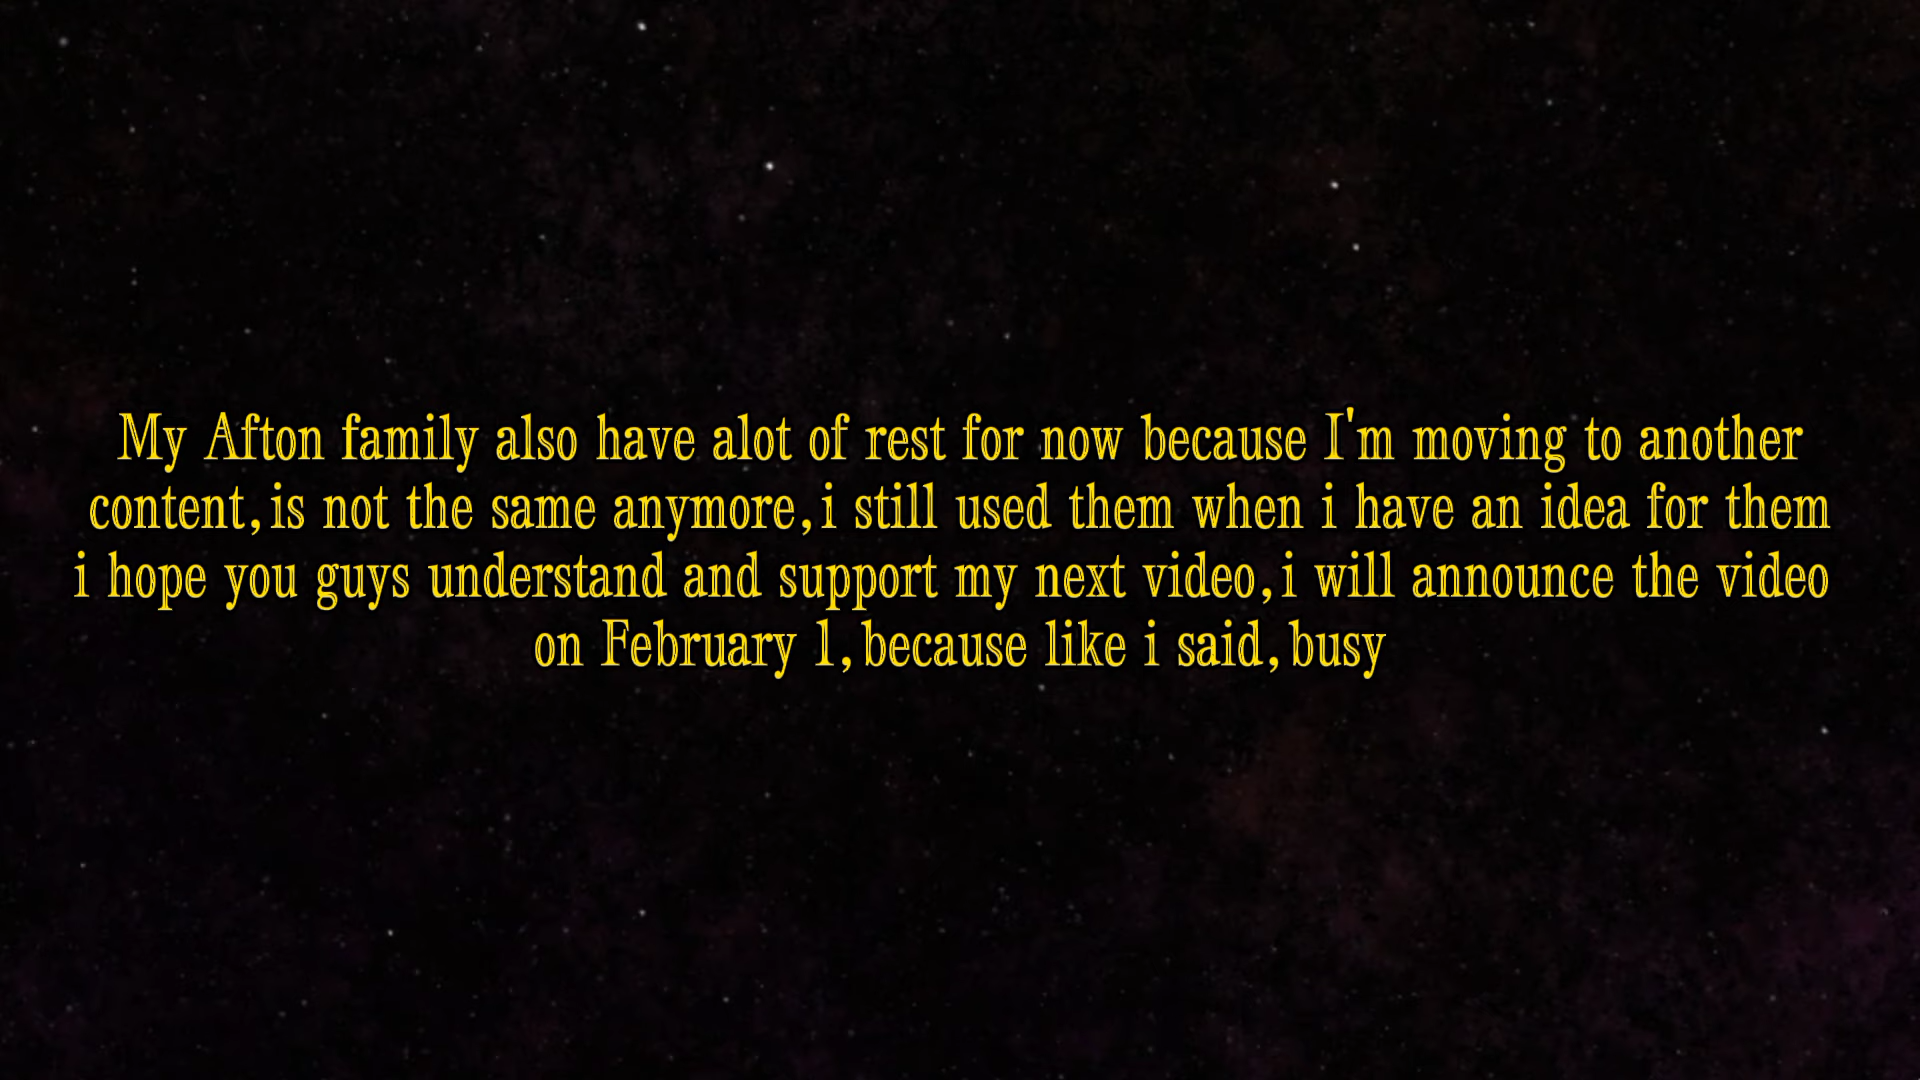 My Afton family also have alot of rest for now because I'm moving to another
content, is not the same anymore, i still used them when i have an idea for them
i hope you guys understand and support my next video, i will announce the video
on February 1, because like i said, busy